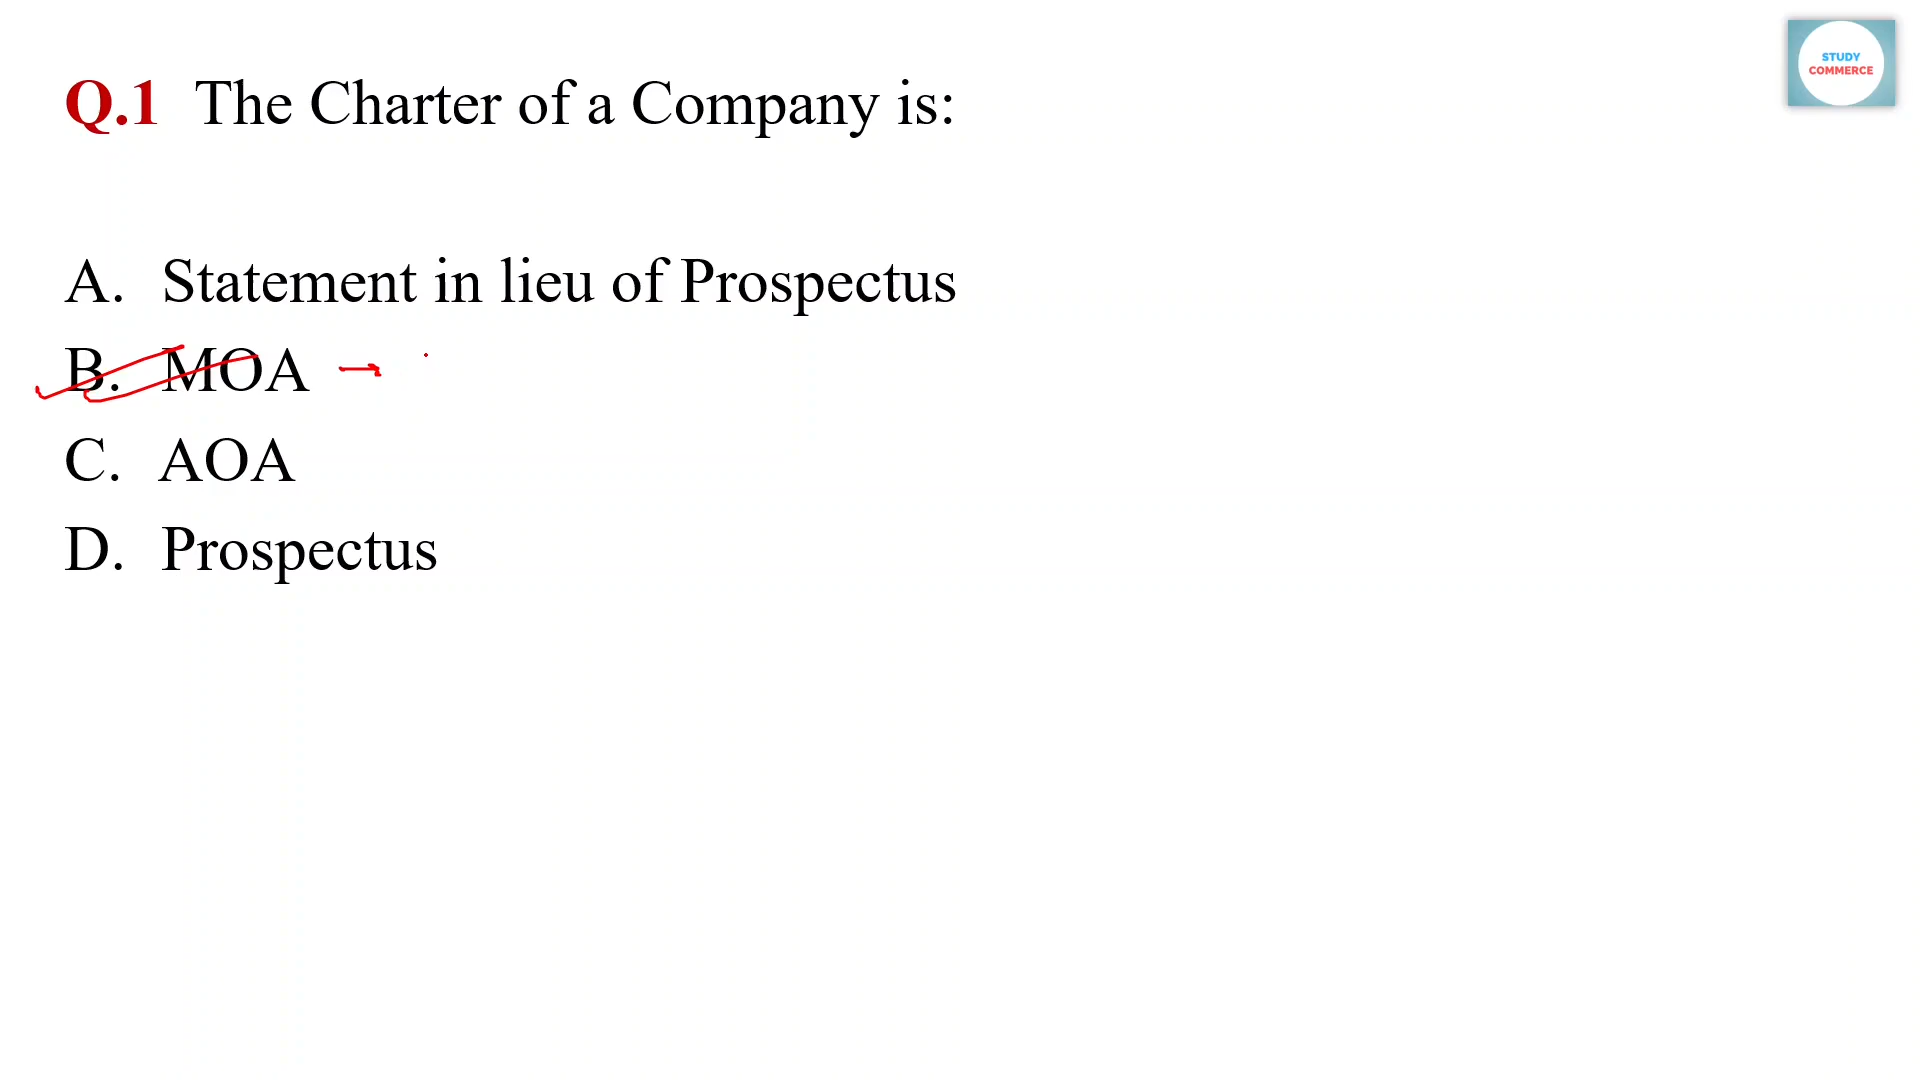 STUDY
COMMERCE
Q.1 The Charter of a Company is:
A. Statement in lieu of Prospectus
B. MOA →
C. AOA
D. Prospectus